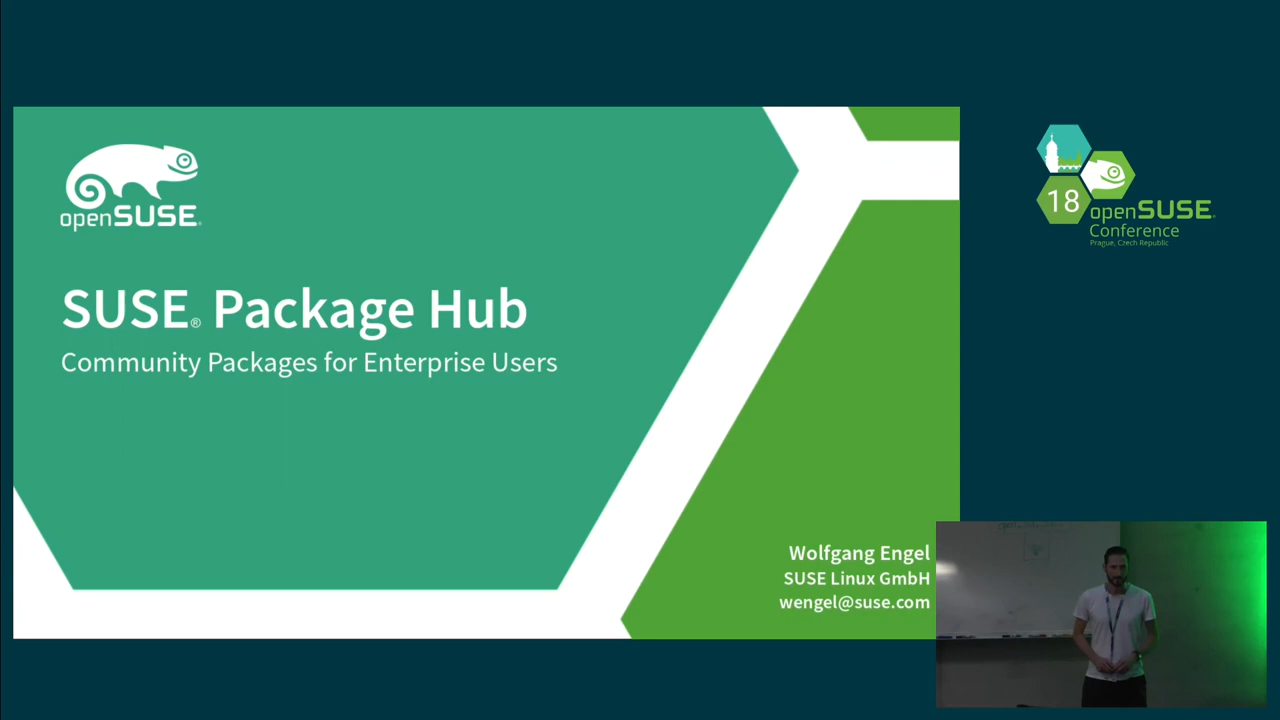 openSUSE
SUSE® Package Hub
Community Packages for Enterprise Users
Wolfgang Engel
SUSE Linux GmbH
wengel@suse.com
18
openSUSE
Conference
Prague, Czech Republic